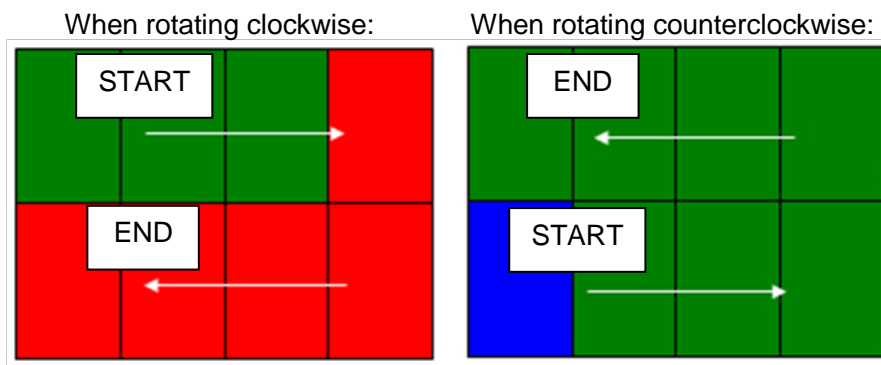 When rotating clockwise:
START
END
When rotating counterclockwise:
END
START